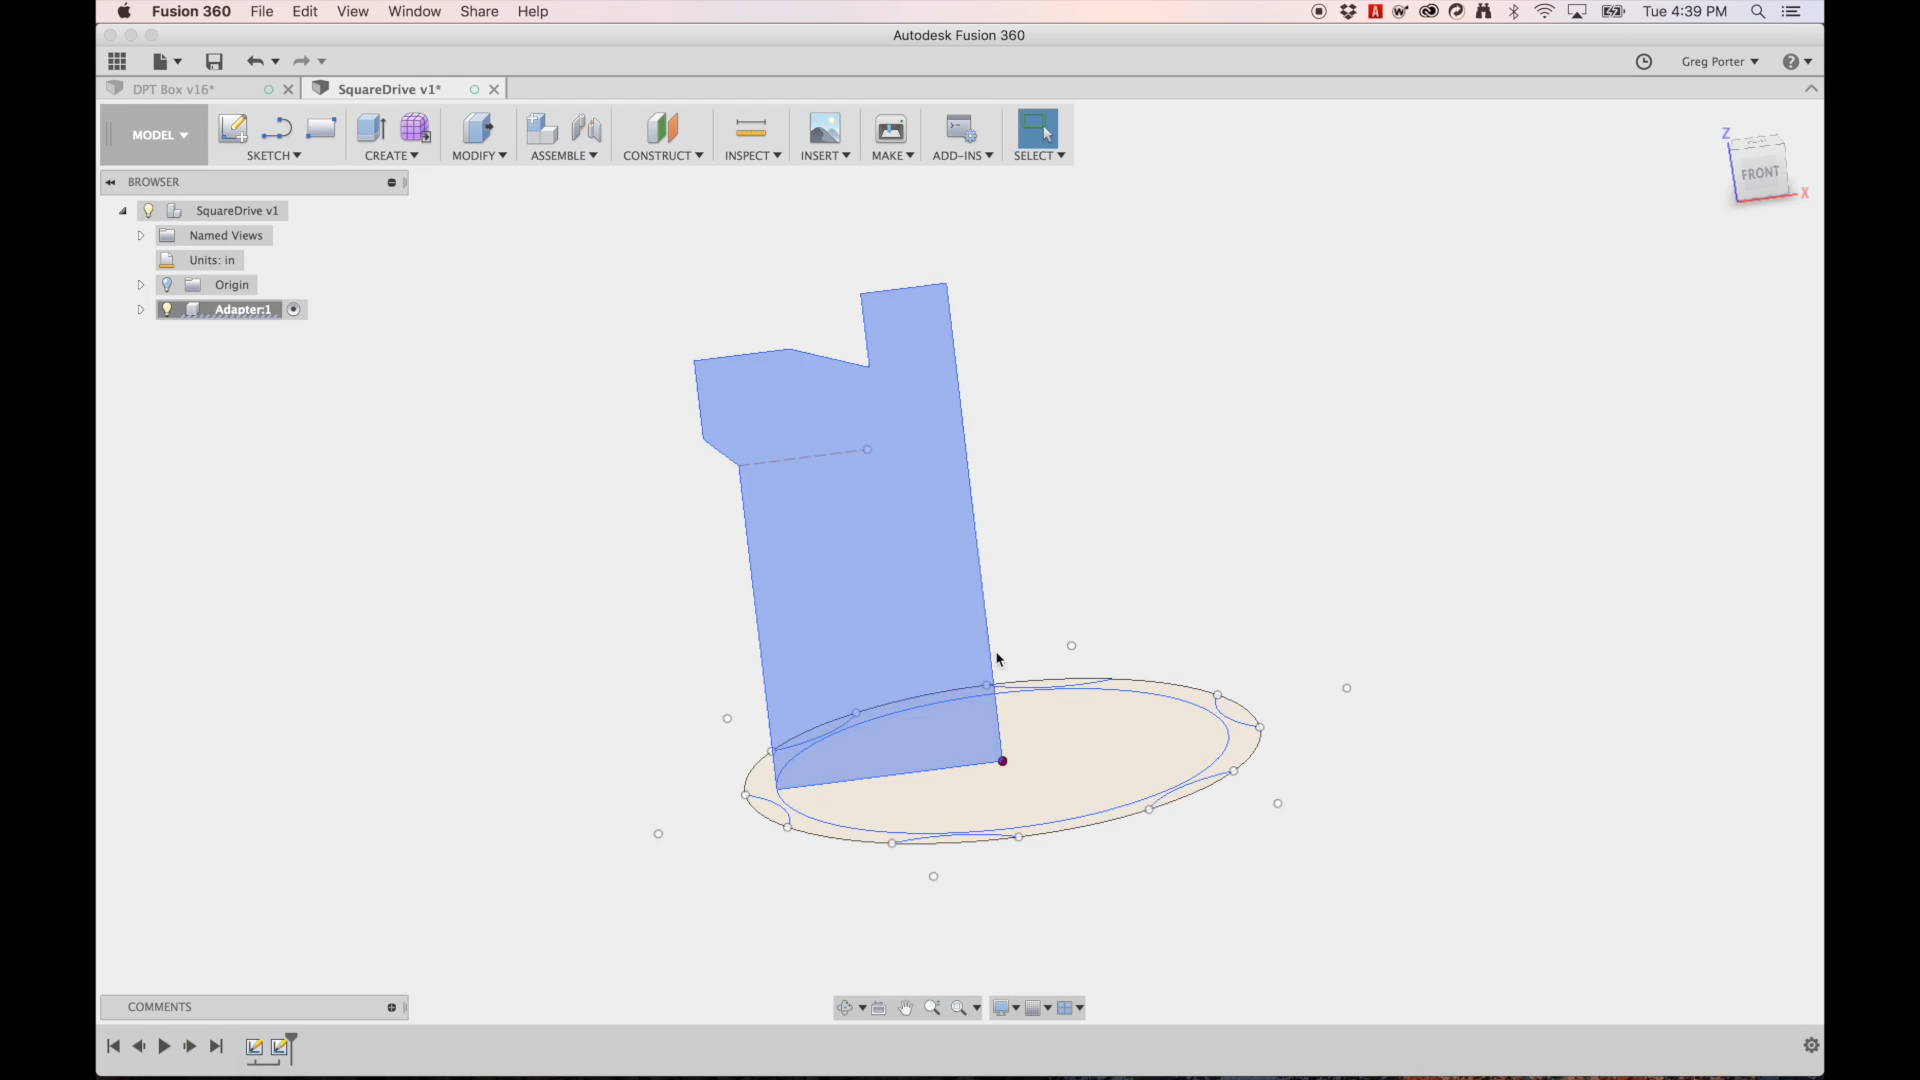 Fusion 360 File Edit View Window Share Help Tue 4:39 PM
Autodesk Fusion 360
Greg Porter
DPT Box v16* SquareDrive v1*
MODEL SKETCH CREATE MODIFY ASSEMBLE CONSTRUCT INSPECT INSERT MAKE ADD-INS SELECT
BROWSER
SquareDrive v1
Named Views
Units: in
Origin
Adapter:1
Z
FRONT
X
COMMENTS